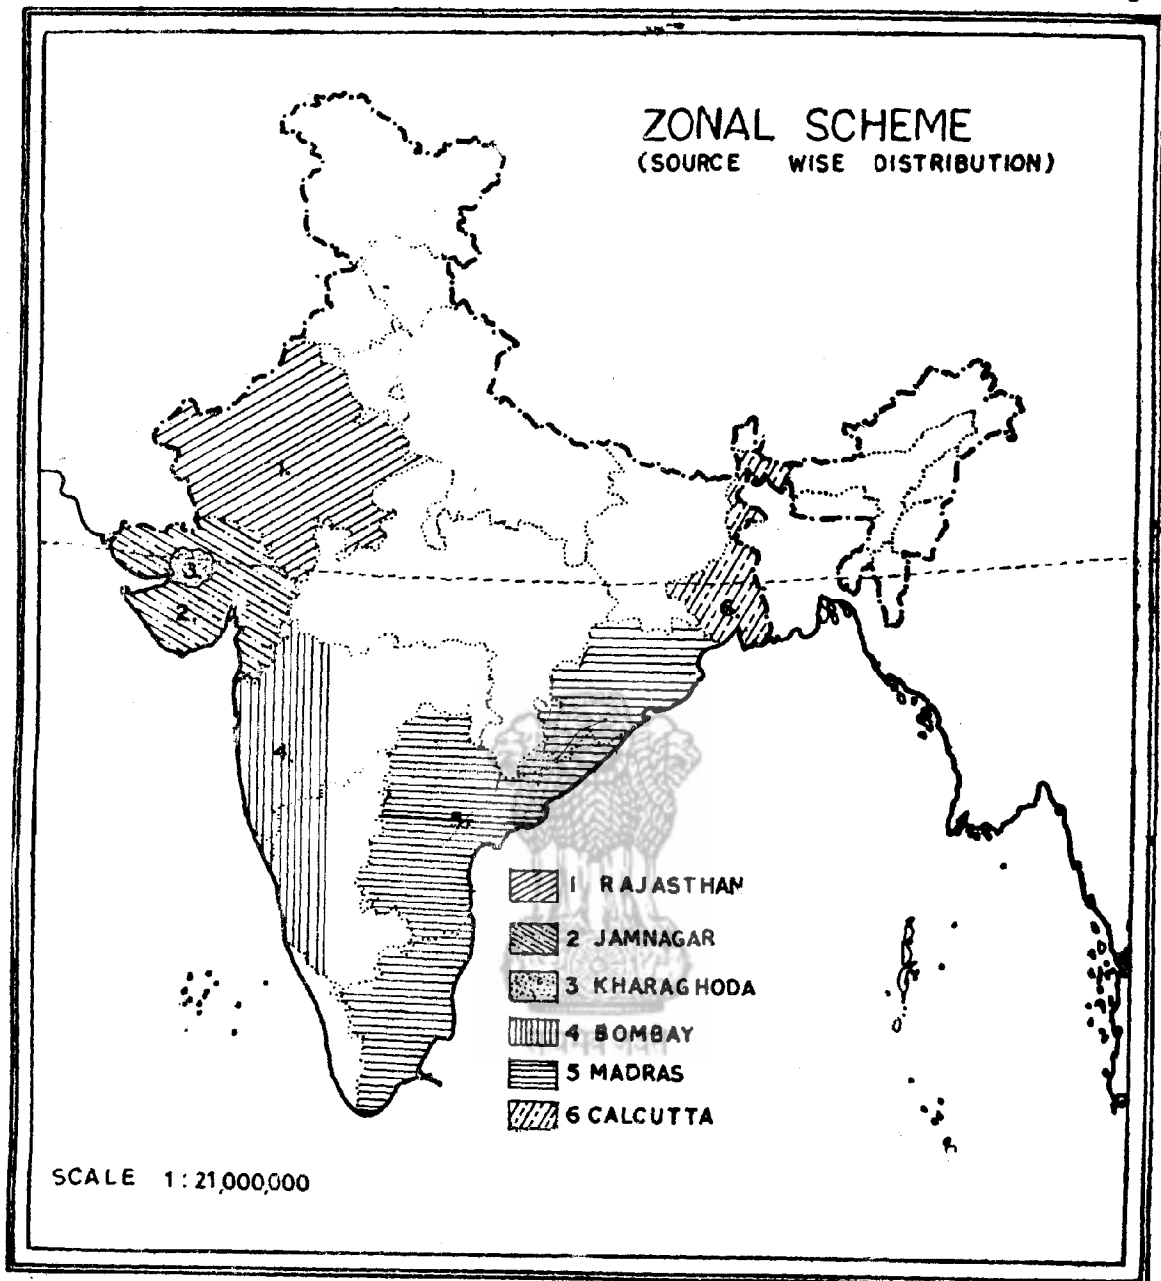 ZONAL SCHEME
(SOURCE WISE DISTRIBUTION)
1.
3.
2.
6.
4.
5.
1 RAJASTHAN
2 JAMNAGAR
3 KHARAGHODA
4 BOMBAY
5 MADRAS
6 CALCUTTA
SCALE 1:21,000,000